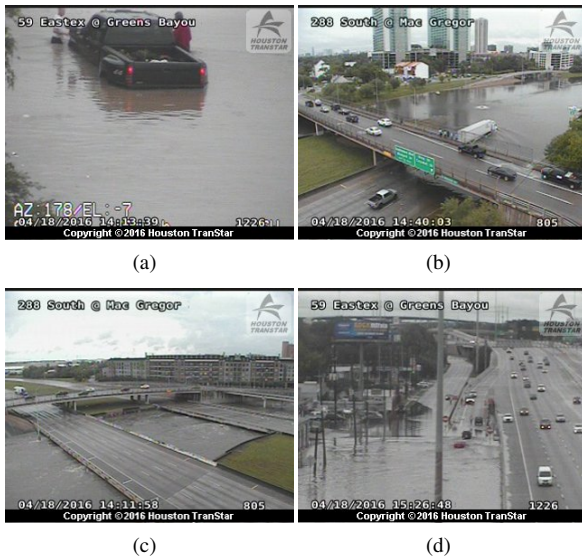 59 Eastex @ Greens Bayou
HOUSTON
TRANSTAR
AZ:178/EL:-7
04/18/2016 14:13:39 1226
Copyright © 2016 Houston TranStar
(a)
288 South @ Mac Gregor
HOUSTON
TRANSTAR
04/18/2016 14:40:03 805
Copyright © 2016 Houston TranStar
(b)
288 South @ Mac Gregor
HOUSTON
TRANSTAR
04/18/2016 14:11:58 805
Copyright © 2016 Houston TranStar
(c)
59 Eastex @ Greens Bayou
HOUSTON
TRANSTAR
04/18/2016 15:26:48 1226
Copyright © 2016 Houston TranStar
(d)